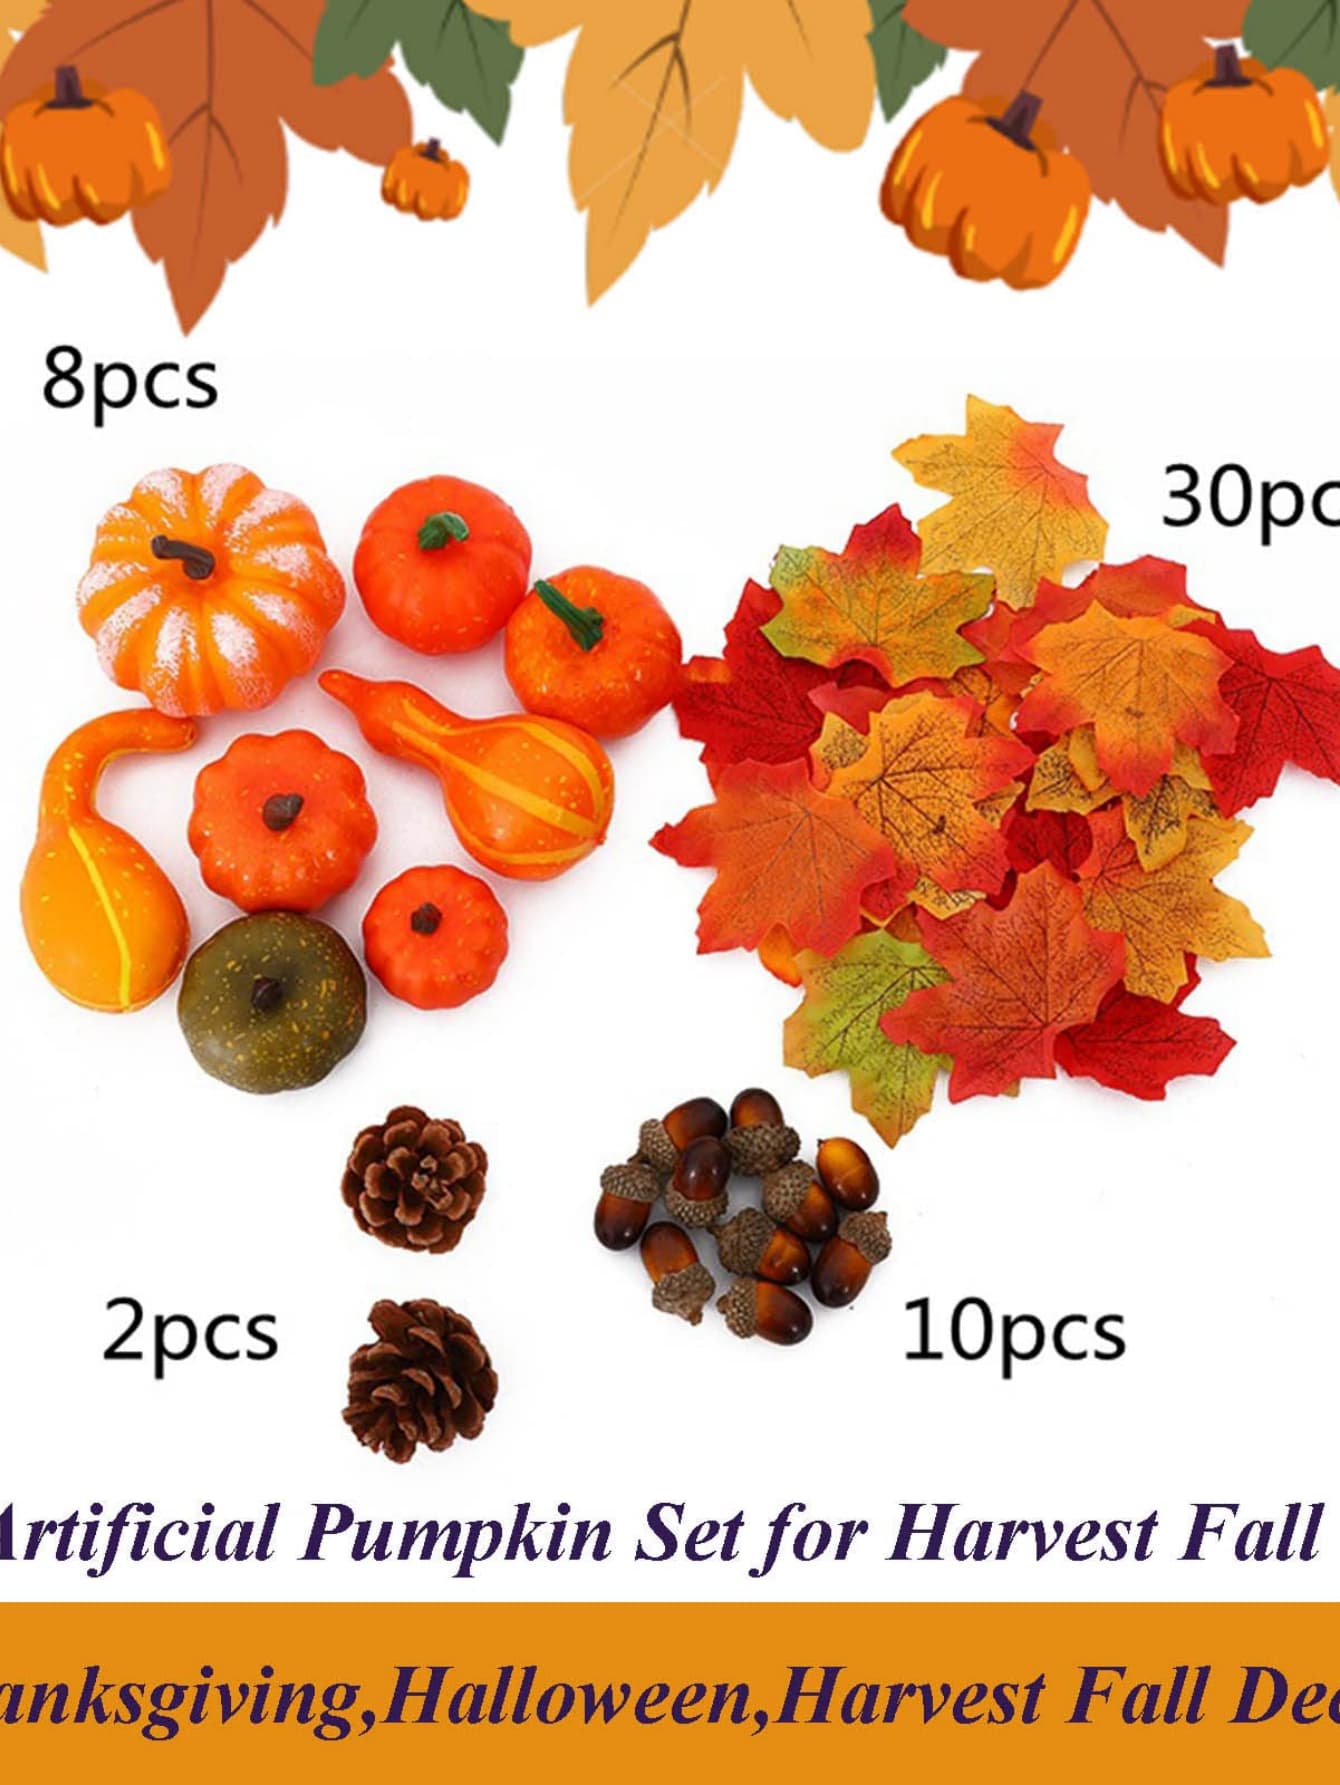 8pcs
30pc
2pcs
10pcs
Artificial Pumpkin Set for Harvest Fall
anksgiving,Halloween,Harvest Fall Dec